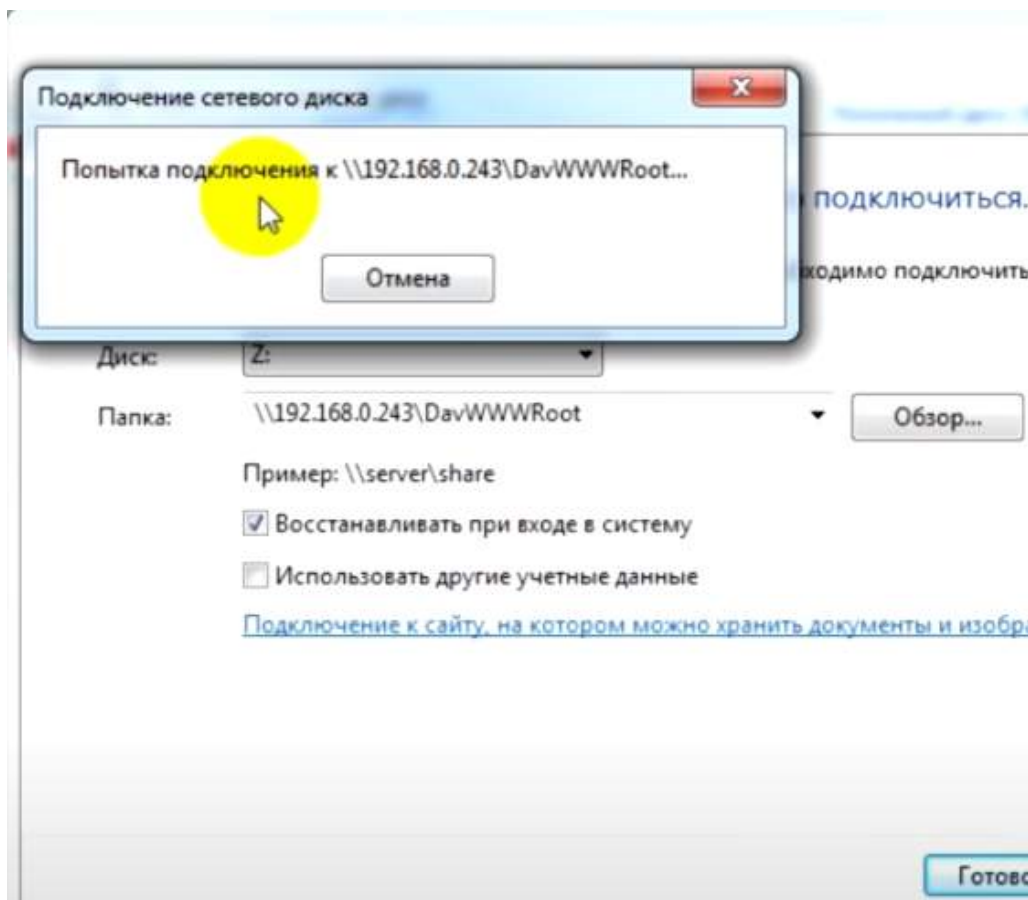 Подключение сетевого диска
Попытка подключения к \\192.168.0.243\DavWWWRoot...
подключиться.
подключить
Отмена
Диск:
Z:
Папка:
\\192.168.0.243\DavWWWRoot
Обзор...
Пример: \\server\share
Восстанавливать при входе в систему
Использовать другие учетные данные
Подключение к сайту, на котором можно хранить документы и изобра
Готово